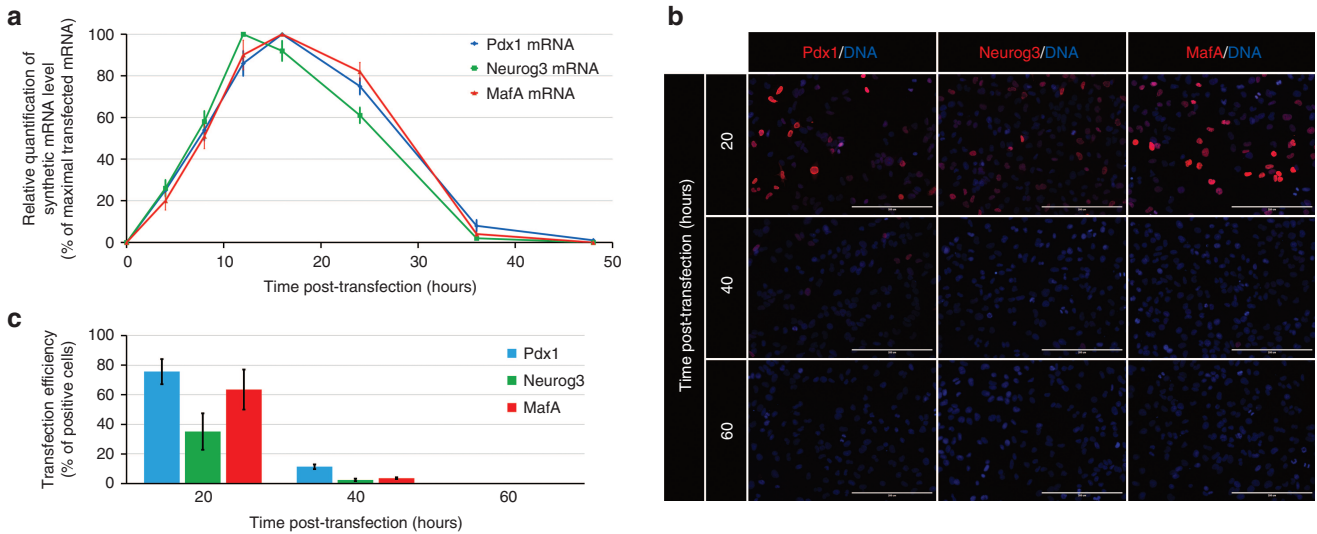 a
Relative quantification of
synthetic mRNA level
(% of maximal transfected mRNA)
100
80
60
40
20
0
Pdx1 mRNA
Neurog3 mRNA
MafA mRNA
0 10 20 30 40 50
Time post-transfection (hours)
b
Pdx1/DNA Neurog3/DNA MafA/DNA
Time post-transfection (hours)
20
40
60
c
Transfection efficiency
(% of positive cells)
100
80
60
40
20
0
Pdx1
Neurog3
MafA
20 40 60
Time post-transfection (hours)